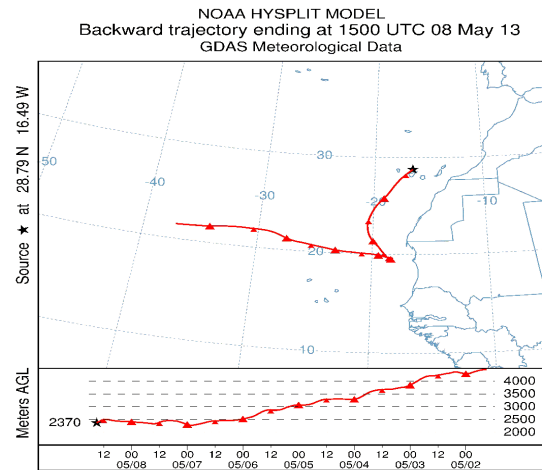 NOAA HYSPLIT MODEL
Backward trajectory ending at 1500 UTC 08 May 13
GDAS Meteorological Data
Source ★ at 28.79 N 16.49 W
50
-40
-30
-20
-10
30
20
10
Meters AGL
2370
4000
3500
3000
2500
2000
12 00 12 00 12 00 12 00 12 00 12 00 12 00
05/08 05/07 05/06 05/05 05/04 05/03 05/02